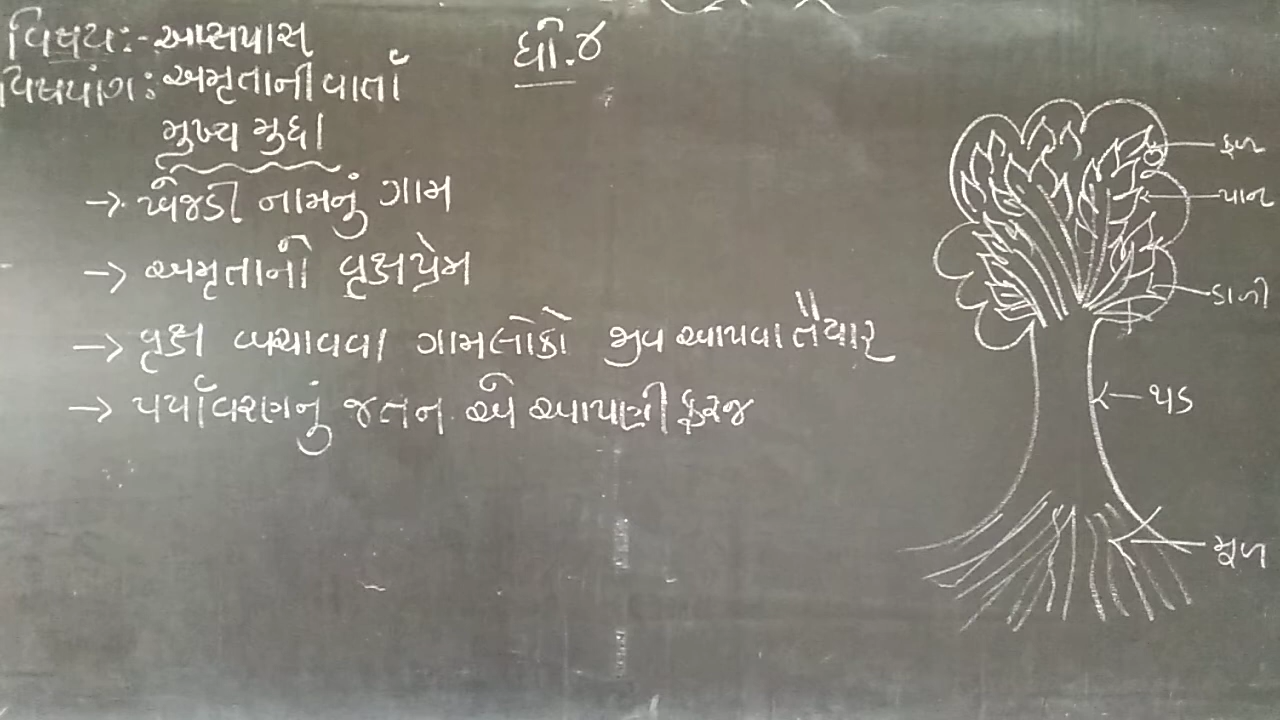 વિષય:- આસપાસ
ધો.૪
વિષયાંગ: અમૃતાની વાર્તા
મુખ્ય મુદ્દા
→ ખેજડી નામનું ગામ
→ અમૃતાનો વૃક્ષપ્રેમ
→ વૃક્ષ બચાવવા ગામલોકો જીવ આપવા તૈયાર
→ પર્યાવરણનું જતન એ આપણી ફરજ
ફળ
પાન
ડાળી
થડ
મૂળ